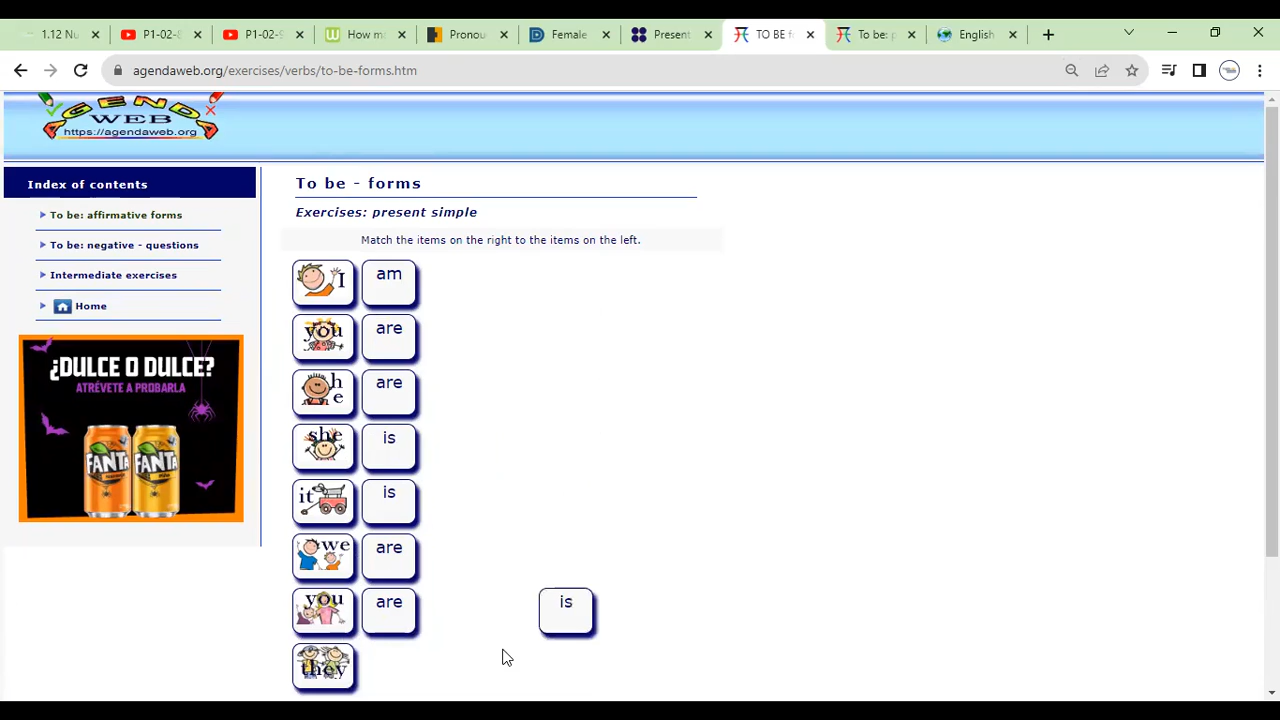 1.12 Nu
P1-02-
P1-02-S
How m
Pronou
Female
Present
TO BE f
To be: p
English
agendaweb.org/exercises/verbs/to-be-forms.htm
AGENDA
WEB
https://agendaweb.org
Index of contents
To be: affirmative forms
To be: negative - questions
Intermediate exercises
Home
¿DULCE O DULCE?
ATRÉVETE A PROBARLA
FANTA FANTA
To be - forms
Exercises: present simple
Match the items on the right to the items on the left.
I am
you are
he are
she is
it is
we are
you are is
they